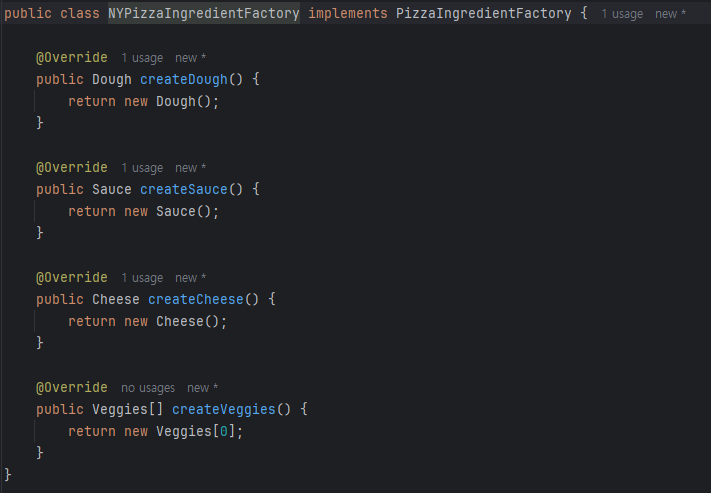 public class NYPizzaIngredientFactory implements PizzaIngredientFactory { 1 usage new *
@Override 1 usage new *
public Dough createDough() {
return new Dough();
}
@Override 1 usage new *
public Sauce createSauce() {
return new Sauce();
}
@Override 1 usage new *
public Cheese createCheese() {
return new Cheese();
}
@Override no usages new *
public Veggies[] createVeggies() {
return new Veggies[0];
}
}